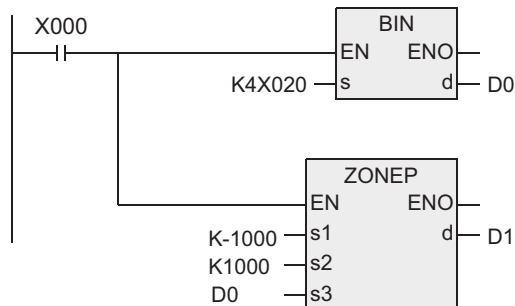 X000
BIN
EN ENO
K4X020 s d D0
ZONEP
EN ENO
K-1000 s1 d D1
K1000 s2
D0 s3